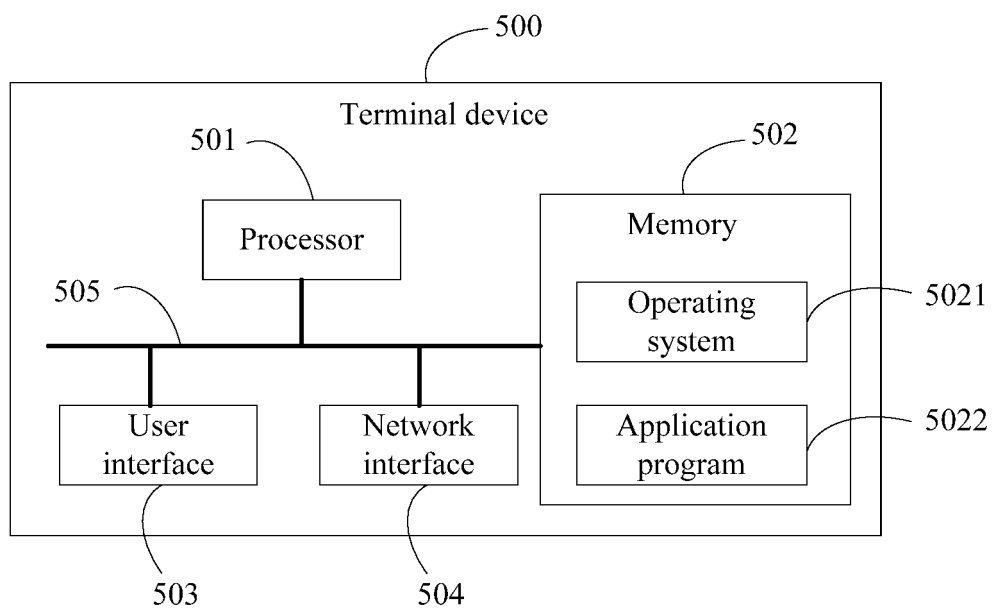 500
Terminal device
501
502
Processor
Memory
505
Operating
system
5021
User
interface
Network
interface
Application
program
5022
503
504